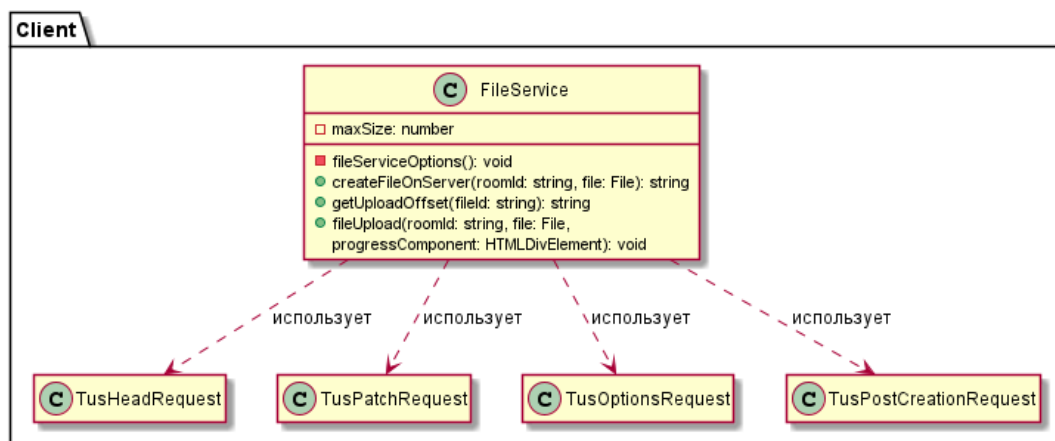 Client
C FileService
maxSize: number
fileServiceOptions(): void
createFileOnServer(roomId: string, file: File): string
getUploadOffset(fileId: string): string
fileUpload(roomId: string, file: File,
progressComponent: HTMLDivElement): void
использует использует использует использует
C TusHeadRequest C TusPatchRequest C TusOptionsRequest C TusPostCreationRequest